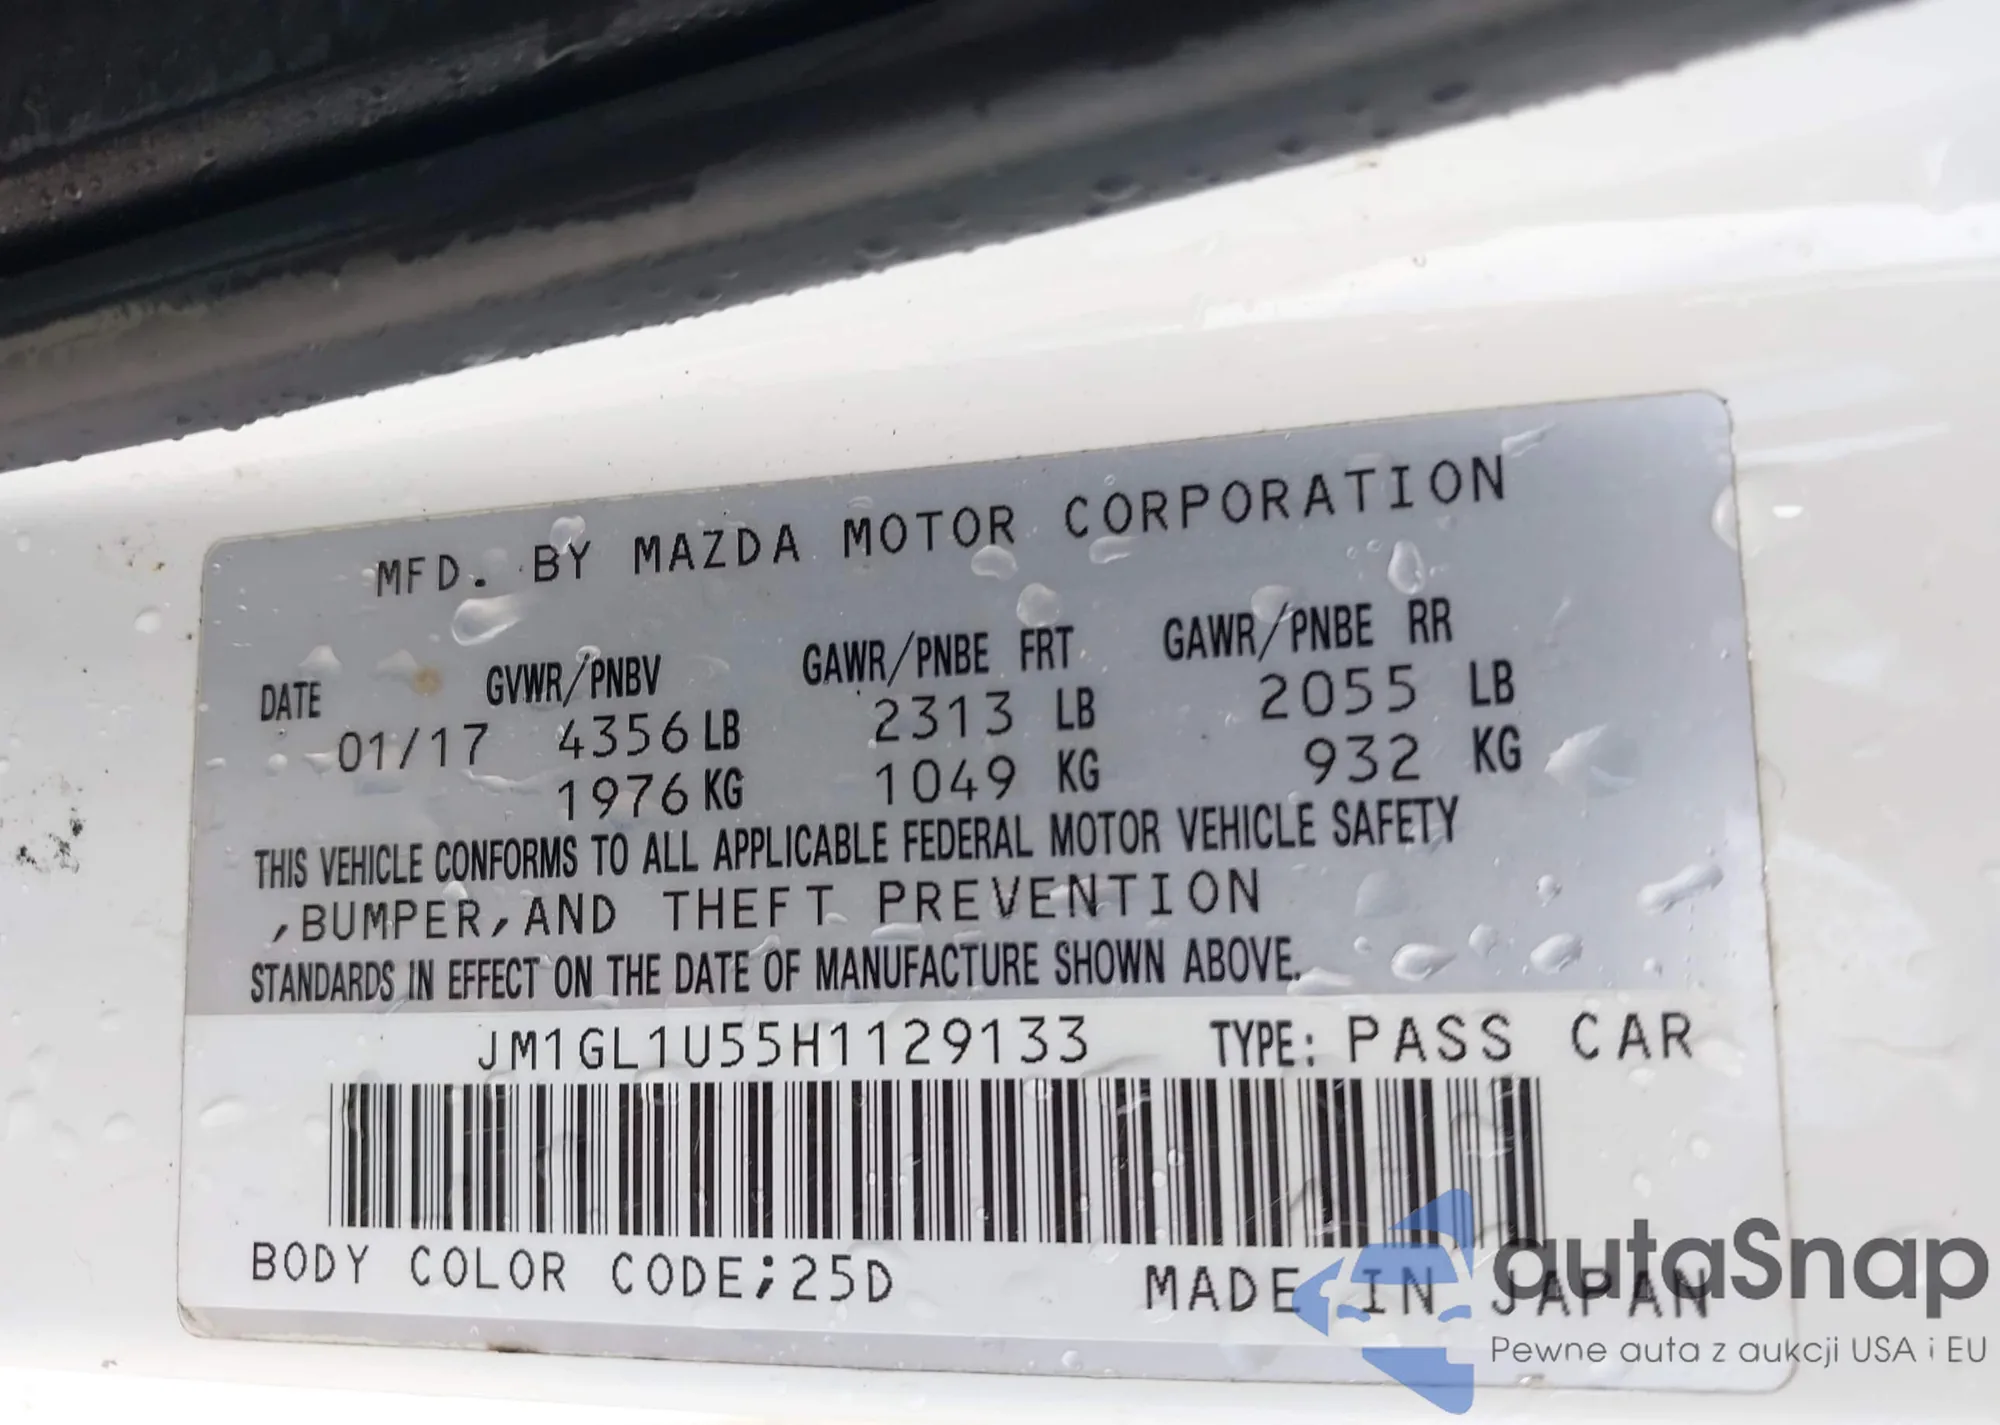 MFD. BY MAZDA MOTOR CORPORATION
DATE GVWR/PNBV GAWR/PNBE FRT GAWR/PNBE RR
01/17 4356 LB 2313 LB 2055 LB
1976 KG 1049 KG 932 KG
THIS VEHICLE CONFORMS TO ALL APPLICABLE FEDERAL MOTOR VEHICLE SAFETY
,BUMPER,AND THEFT PREVENTION
STANDARDS IN EFFECT ON THE DATE OF MANUFACTURE SHOWN ABOVE.
JM1GL1U55H1129133 TYPE: PASS CAR
BODY COLOR CODE;25D MADE IN JAPAN
autaSnap
Pewne auta z aukcji USA i EU